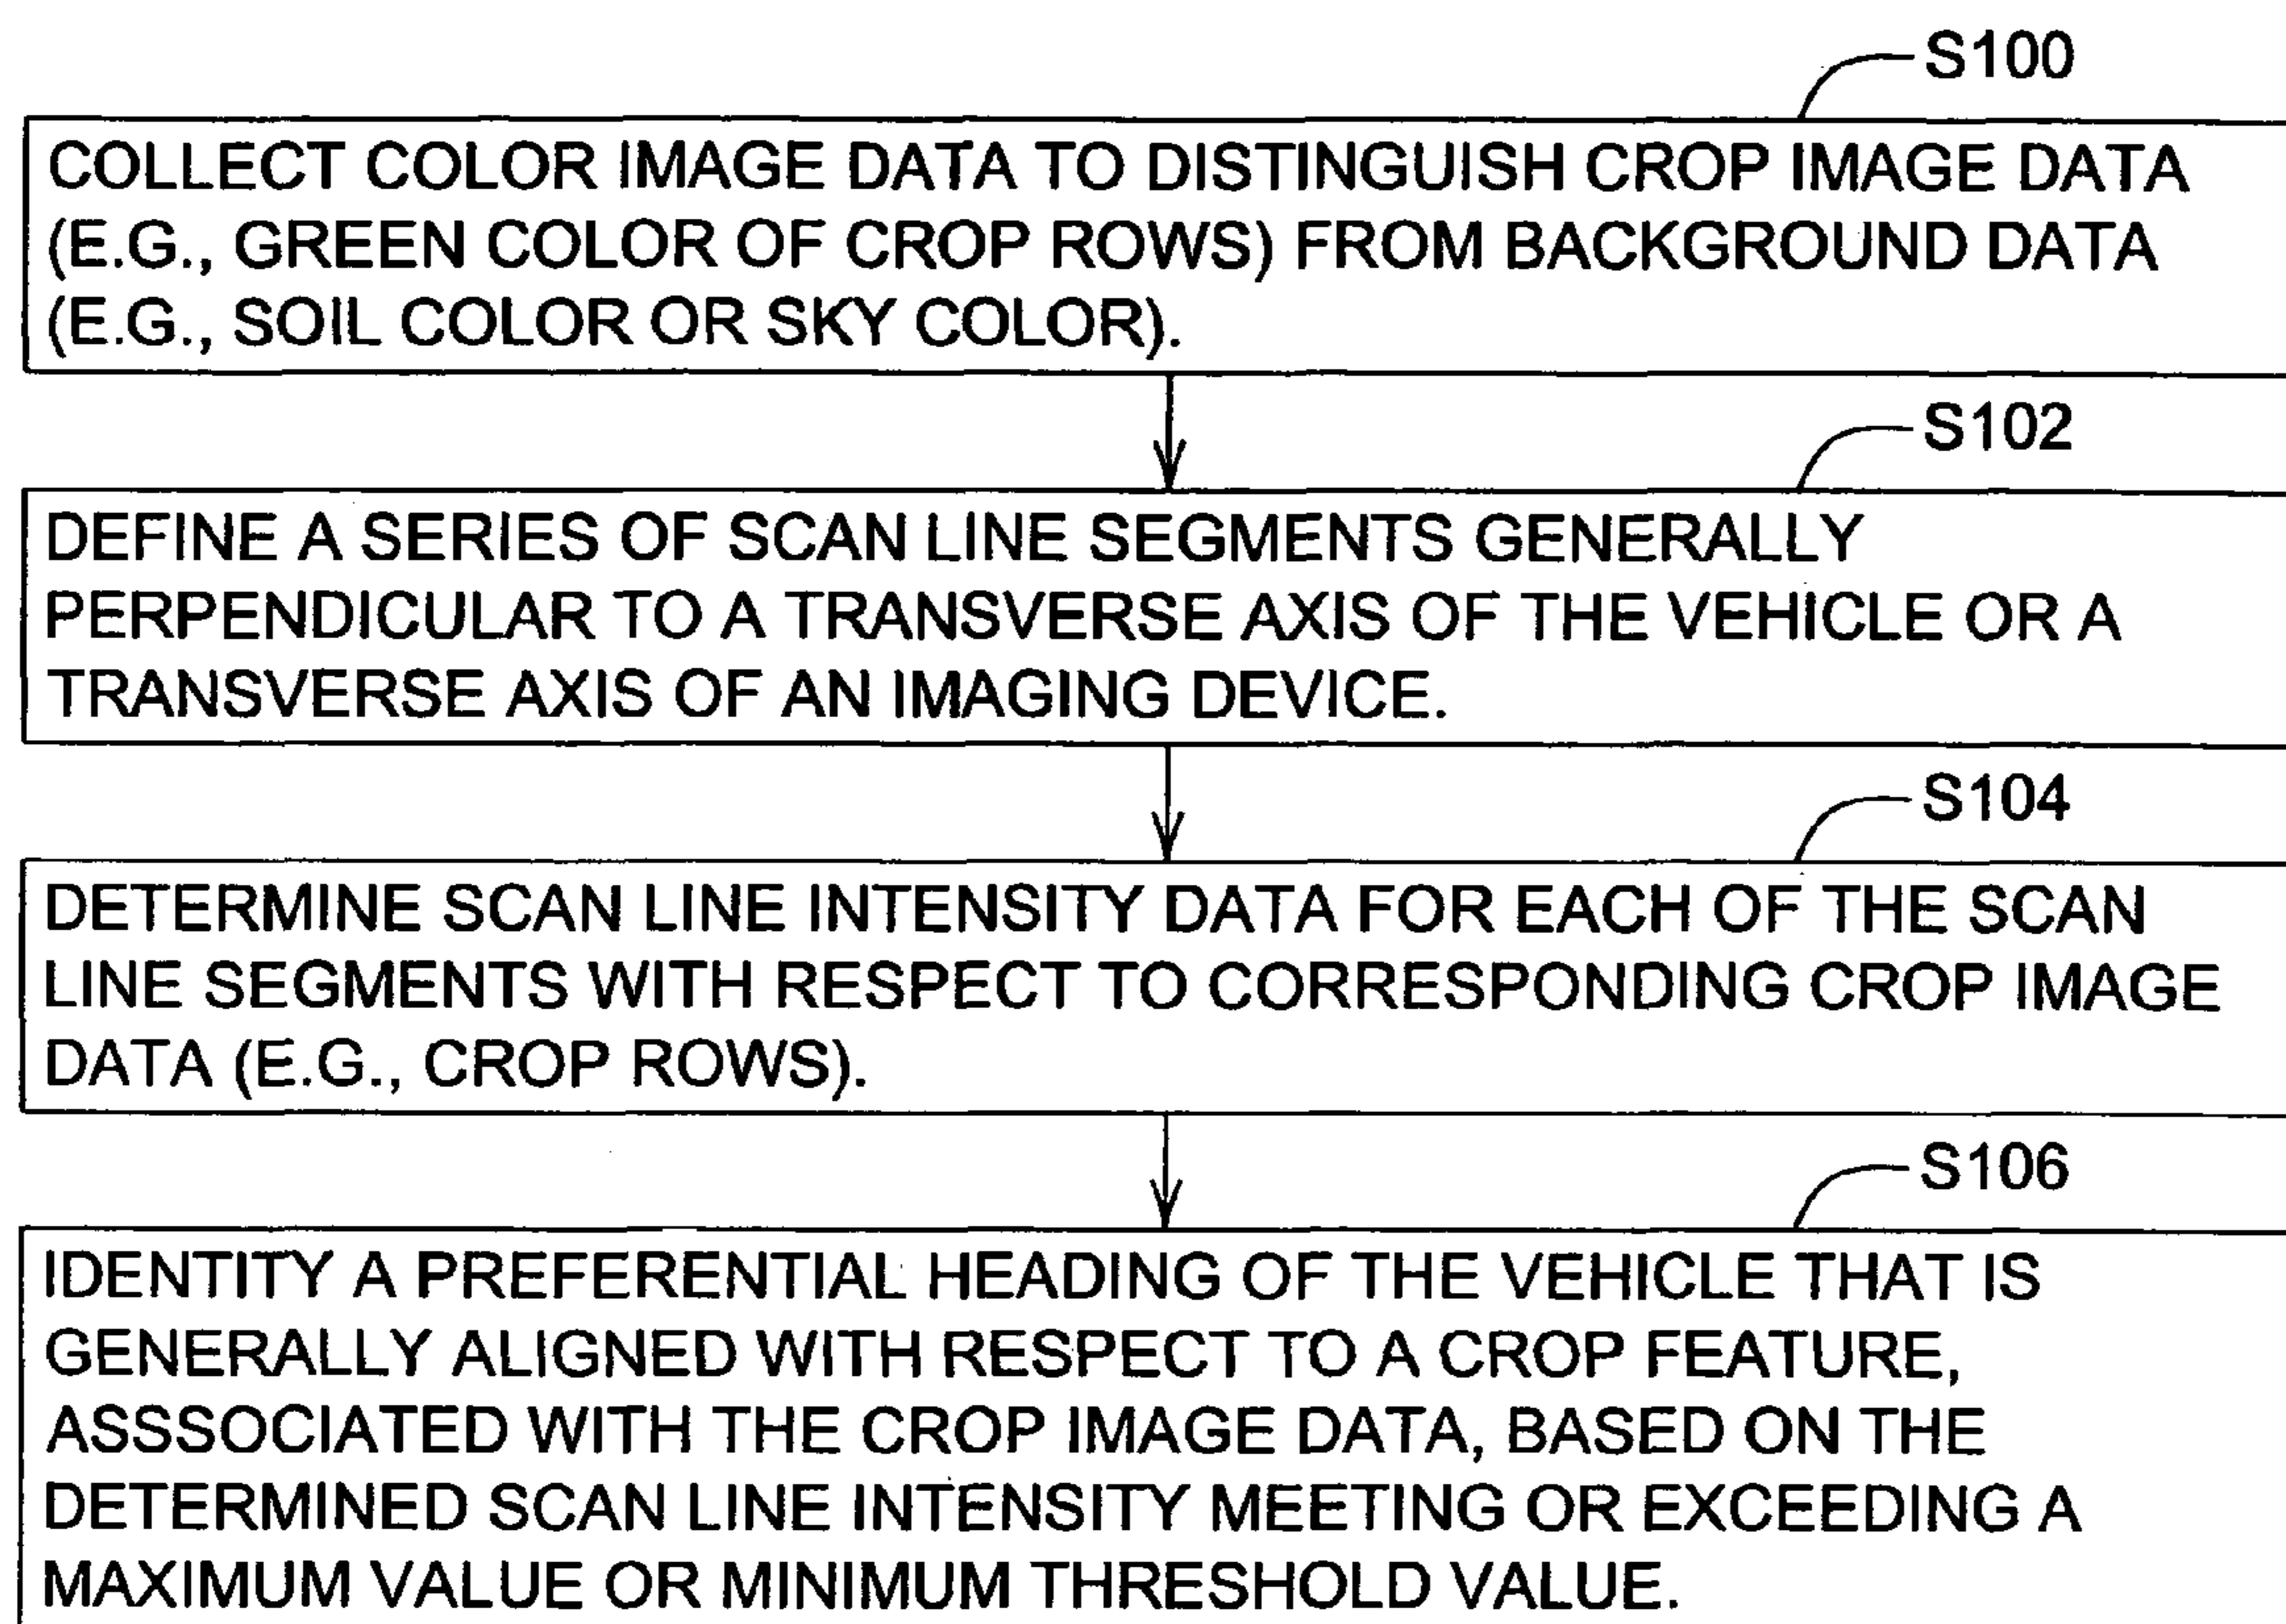 S100
COLLECT COLOR IMAGE DATA TO DISTINGUISH CROP IMAGE DATA
(E.G., GREEN COLOR OF CROP ROWS) FROM BACKGROUND DATA
(E.G., SOIL COLOR OR SKY COLOR).
S102
DEFINE A SERIES OF SCAN LINE SEGMENTS GENERALLY
PERPENDICULAR TO A TRANSVERSE AXIS OF THE VEHICLE OR A
TRANSVERSE AXIS OF AN IMAGING DEVICE.
S104
DETERMINE SCAN LINE INTENSITY DATA FOR EACH OF THE SCAN
LINE SEGMENTS WITH RESPECT TO CORRESPONDING CROP IMAGE
DATA (E.G., CROP ROWS).
S106
IDENTITY A PREFERENTIAL HEADING OF THE VEHICLE THAT IS
GENERALLY ALIGNED WITH RESPECT TO A CROP FEATURE,
ASSSOCIATED WITH THE CROP IMAGE DATA, BASED ON THE
DETERMINED SCAN LINE INTENSITY MEETING OR EXCEEDING A
MAXIMUM VALUE OR MINIMUM THRESHOLD VALUE.